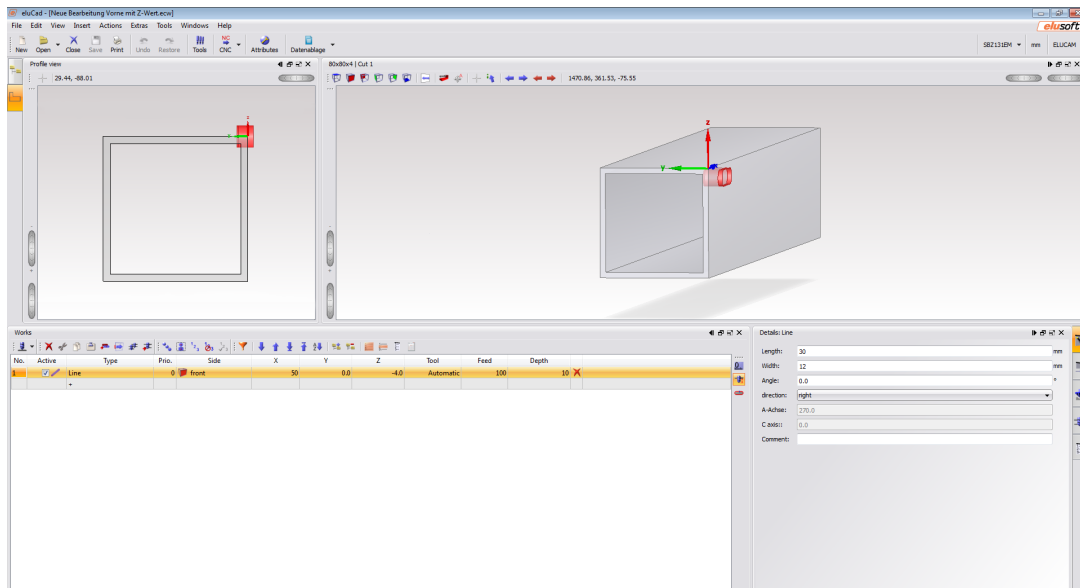 eluCad - [Neue Bearbeitung Vorne mit Z-Wert.ecw]
File Edit View Insert Actions Extras Tools Windows Help
elusoft
New Open Close Save Print Undo Restore Tools CNC Attributes Datenablage
SBZ131EM mm ELUCAM
Profile view
80x80x4 | Cut 1
29.44, -88.01
1470.86, 361.53, -75.55
z
z
y
Works
Details: Line
No. Active Type Prio. Side X Y Z Tool Feed Depth
1 Line 0 front 50 0.0 -4.0 Automatic 100 10
+
Length: 30 mm
Width: 12 mm
Angle: 0.0 °
direction: right
A-Achse: 270.0
C axis:: 0.0
Comment: